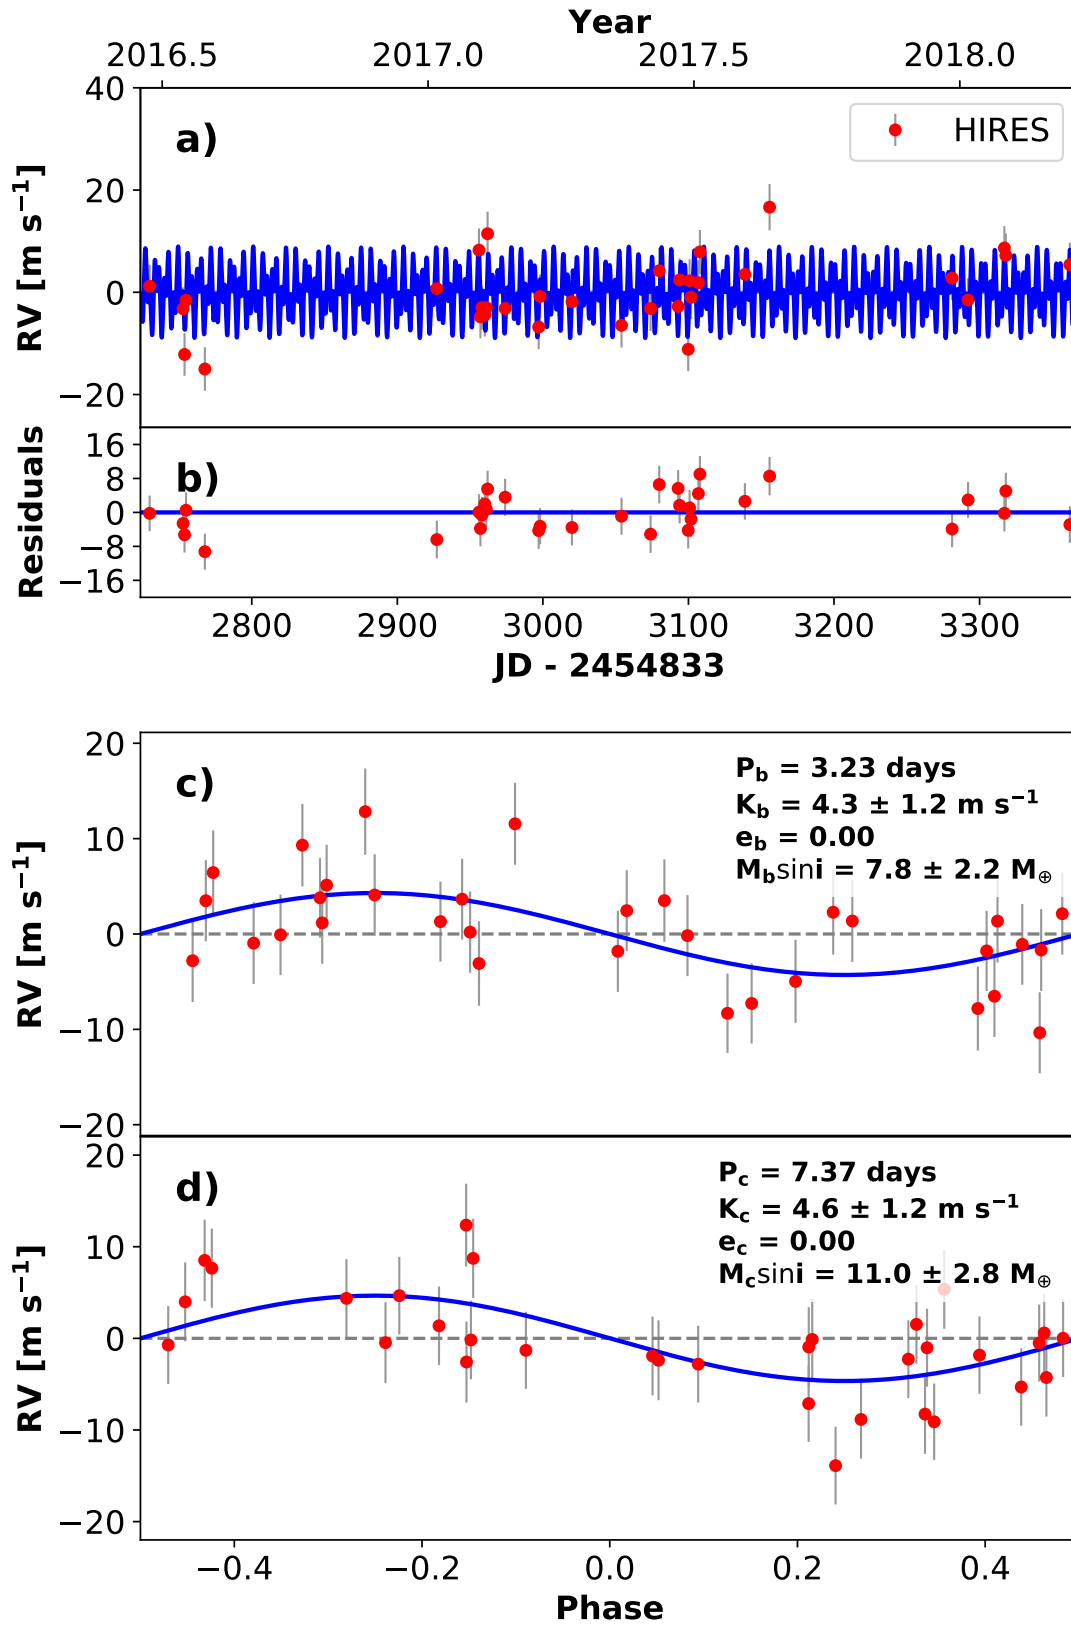 Year
2016.5 2017.0 2017.5 2018.0
a)
HIRES
RV [m s⁻¹]
40
20
0
−20
b)
Residuals
16
8
0
−8
−16
2800 2900 3000 3100 3200 3300
JD - 2454833
c)
P_b = 3.23 days
K_b = 4.3 ± 1.2 m s⁻¹
e_b = 0.00
M_b sini = 7.8 ± 2.2 M⊕
RV [m s⁻¹]
20
10
0
−10
−20
d)
P_c = 7.37 days
K_c = 4.6 ± 1.2 m s⁻¹
e_c = 0.00
M_c sini = 11.0 ± 2.8 M⊕
RV [m s⁻¹]
20
10
0
−10
−20
−0.4 −0.2 0.0 0.2 0.4
Phase